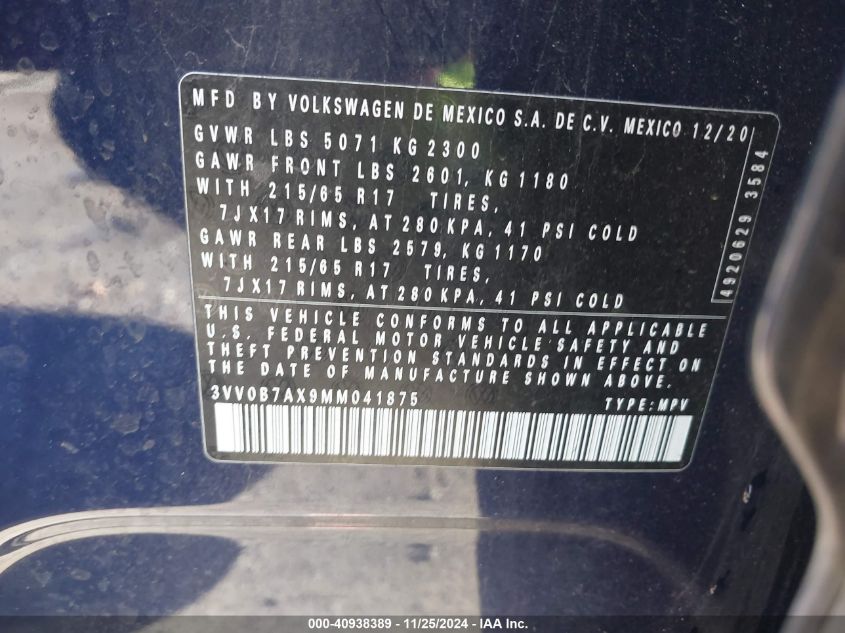 MFD BY VOLKSWAGEN DE MEXICO S.A. DE C.V. MEXICO 12/20
GVWR LBS 5071 KG 2300
GAWR FRONT LBS 2601, KG 1180
WITH 215/65 R17 TIRES,
7JX17 RIMS, AT 280 KPA, 41 PSI COLD
GAWR REAR LBS 2579, KG 1170
WITH 215/65 R17 TIRES,
7JX17 RIMS, AT 280 KPA, 41 PSI COLD
4920629 3584
THIS VEHICLE CONFORMS TO ALL APPLICABLE
U.S. FEDERAL MOTOR VEHICLE SAFETY AND
THEFT PREVENTION STANDARDS IN EFFECT ON
THE DATE OF MANUFACTURE SHOWN ABOVE.
3VV0B7AX9MM041875 TYPE:MPV
000-40938389 - 11/25/2024 - IAA Inc.